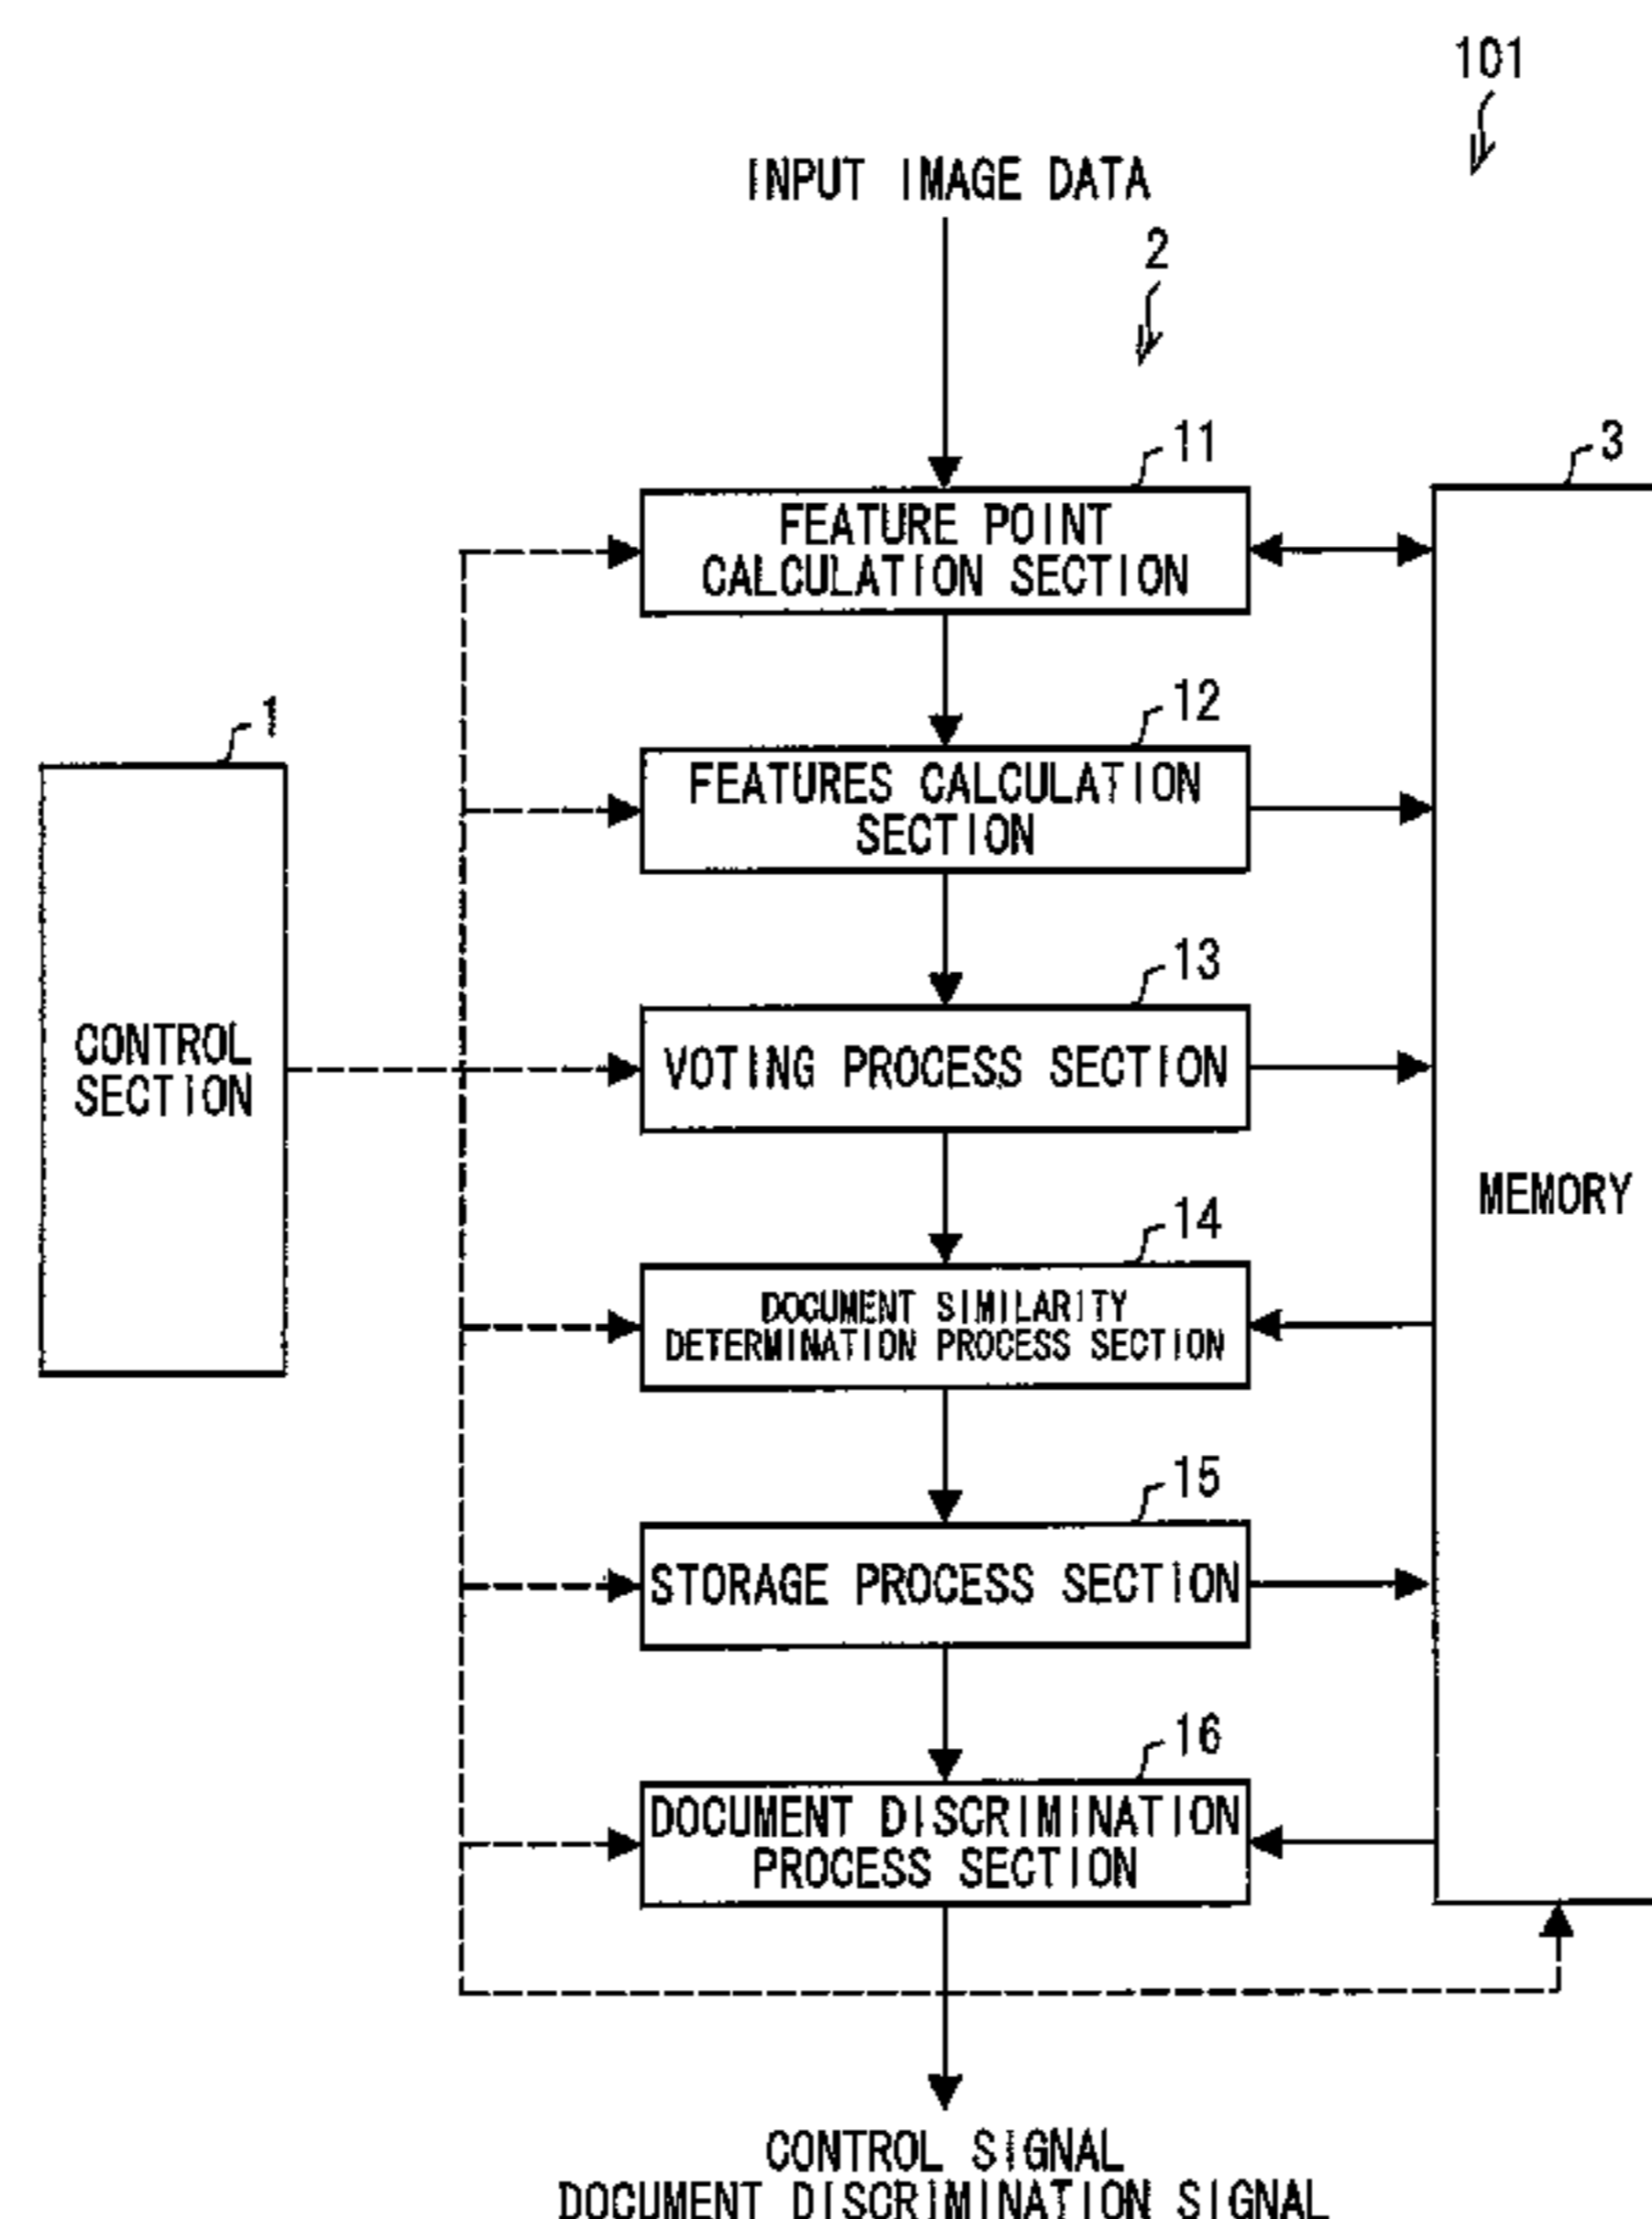 101
INPUT IMAGE DATA
2
11
3
FEATURE POINT
CALCULATION SECTION
1
12
FEATURES CALCULATION
SECTION
13
CONTROL
SECTION
VOTING PROCESS SECTION
MEMORY
14
DOCUMENT SIMILARITY
DETERMINATION PROCESS SECTION
15
STORAGE PROCESS SECTION
16
DOCUMENT DISCRIMINATION
PROCESS SECTION
CONTROL SIGNAL
DOCUMENT DISCRIMINATION SIGNAL